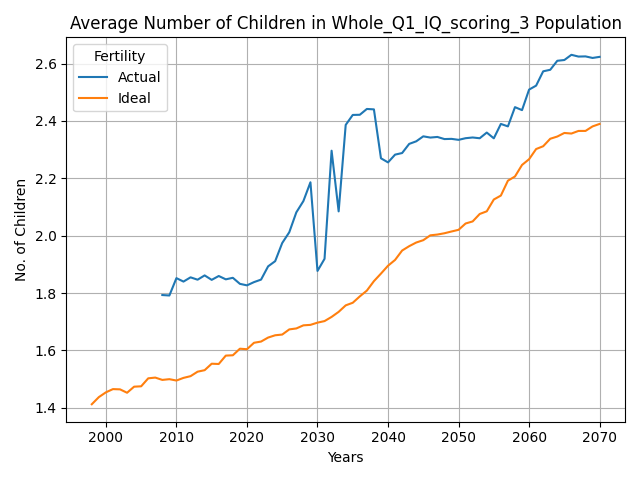 Average Number of Children in Whole_Q1_IQ_scoring_3 Population
Fertility
Actual
Ideal
No. of Children
2.6
2.4
2.2
2.0
1.8
1.6
1.4
2000 2010 2020 2030 2040 2050 2060 2070
Years